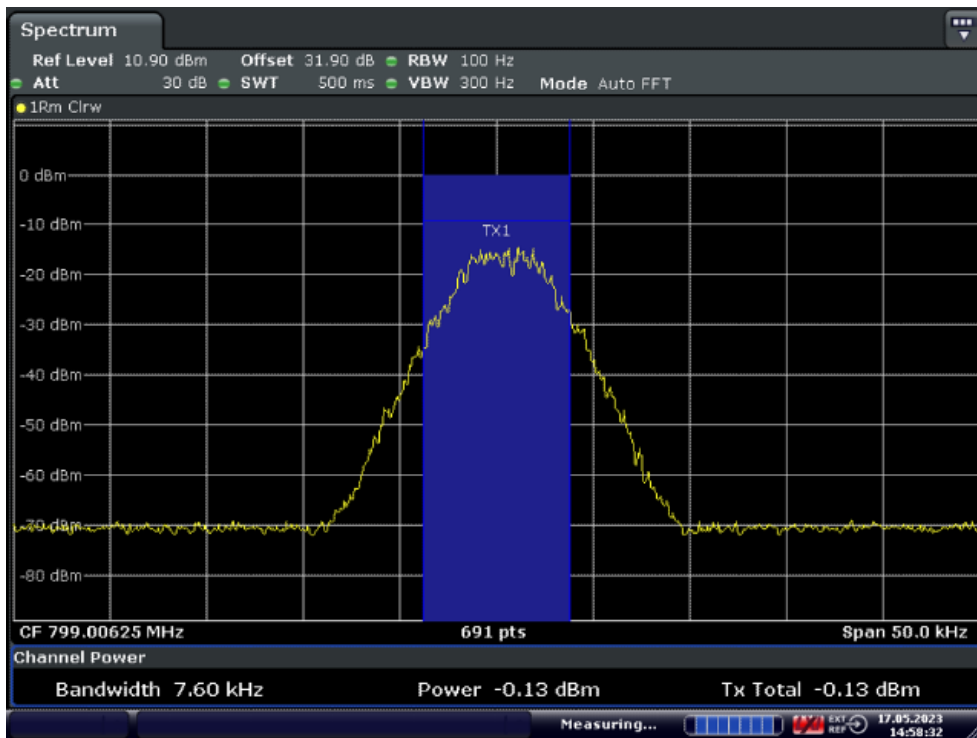 Spectrum
Ref Level 10.90 dBm Offset 31.90 dB RBW 100 Hz
Att 30 dB SWT 500 ms VBW 300 Hz Mode Auto FFT
1Rm Clrw
0 dBm
-10 dBm
TX1
-20 dBm
-30 dBm
-40 dBm
-50 dBm
-60 dBm
-70 dBm
-80 dBm
CF 799.00625 MHz 691 pts Span 50.0 kHz
Channel Power
Bandwidth 7.60 kHz Power -0.13 dBm Tx Total -0.13 dBm
Measuring... EXT REF 17.05.2023
14:58:32